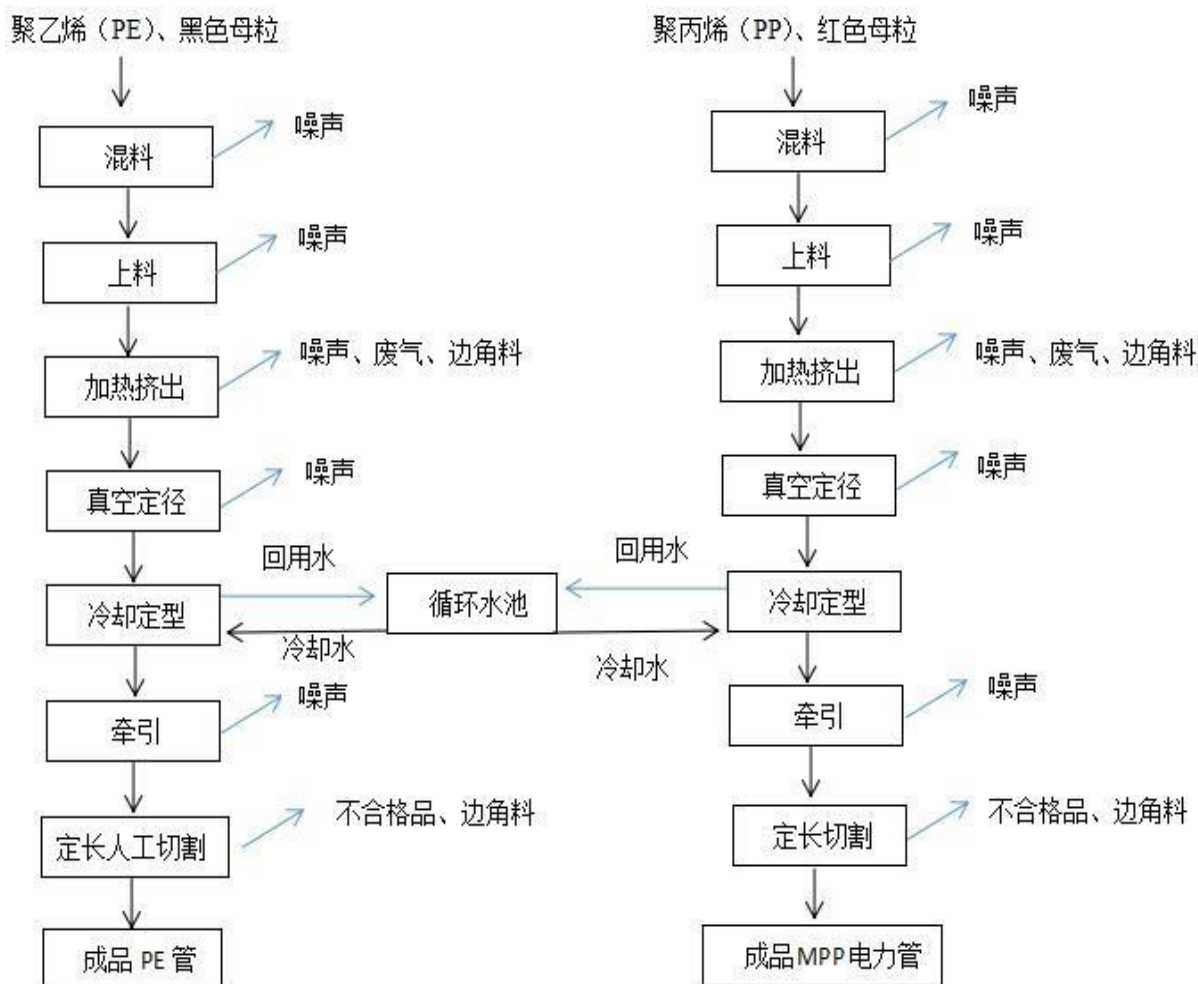 聚乙烯（PE）、黑色母粒
混料
噪声
上料
噪声
加热挤出
噪声、废气、边角料
真空定径
噪声
冷却定型
回用水
冷却水
循环水池
牵引
噪声
定长人工切割
不合格品、边角料
成品 PE 管
聚丙烯（PP）、红色母粒
混料
噪声
上料
噪声
加热挤出
噪声、废气、边角料
真空定径
噪声
回用水
冷却定型
冷却水
牵引
噪声
定长切割
不合格品、边角料
成品MPP电力管